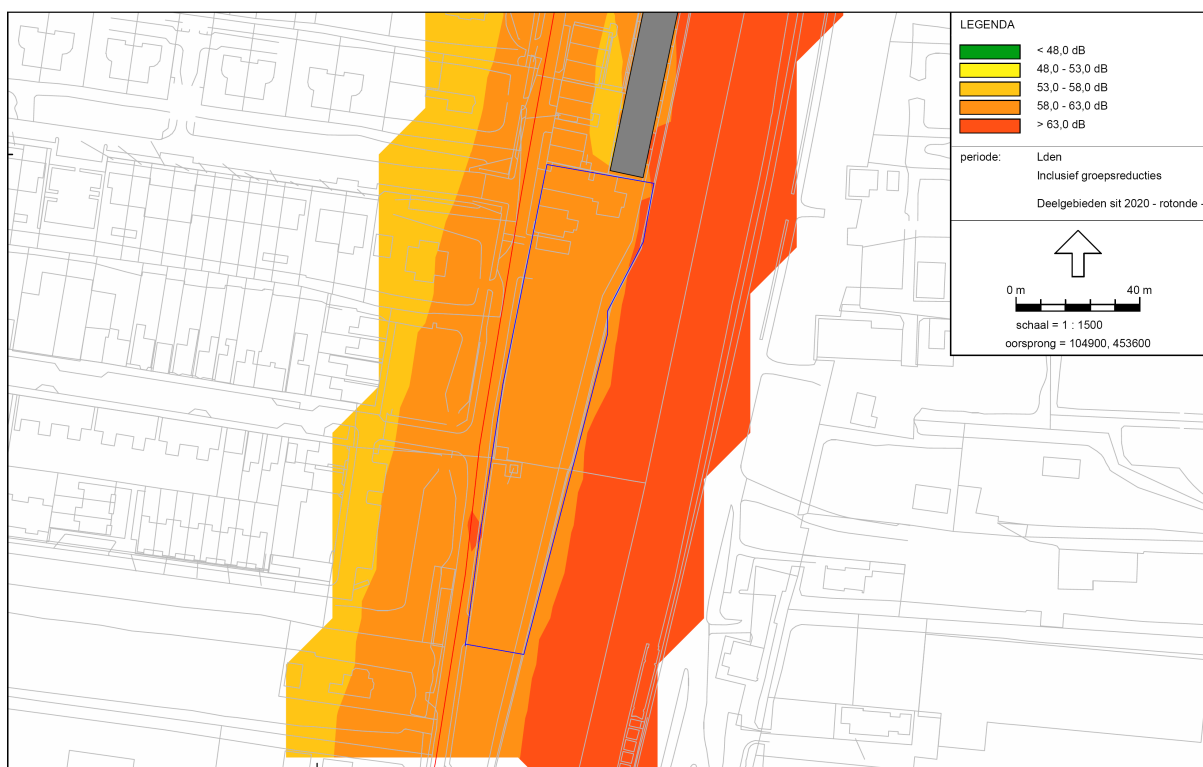 LEGENDA
< 48,0 dB
48,0 - 53,0 dB
53,0 - 58,0 dB
58,0 - 63,0 dB
> 63,0 dB
periode: Lden
Inclusief groepsreducties
Deelgebieden sit 2020 - rotonde -
0 m 40 m
schaal = 1 : 1500
oorsprong = 104900, 453600